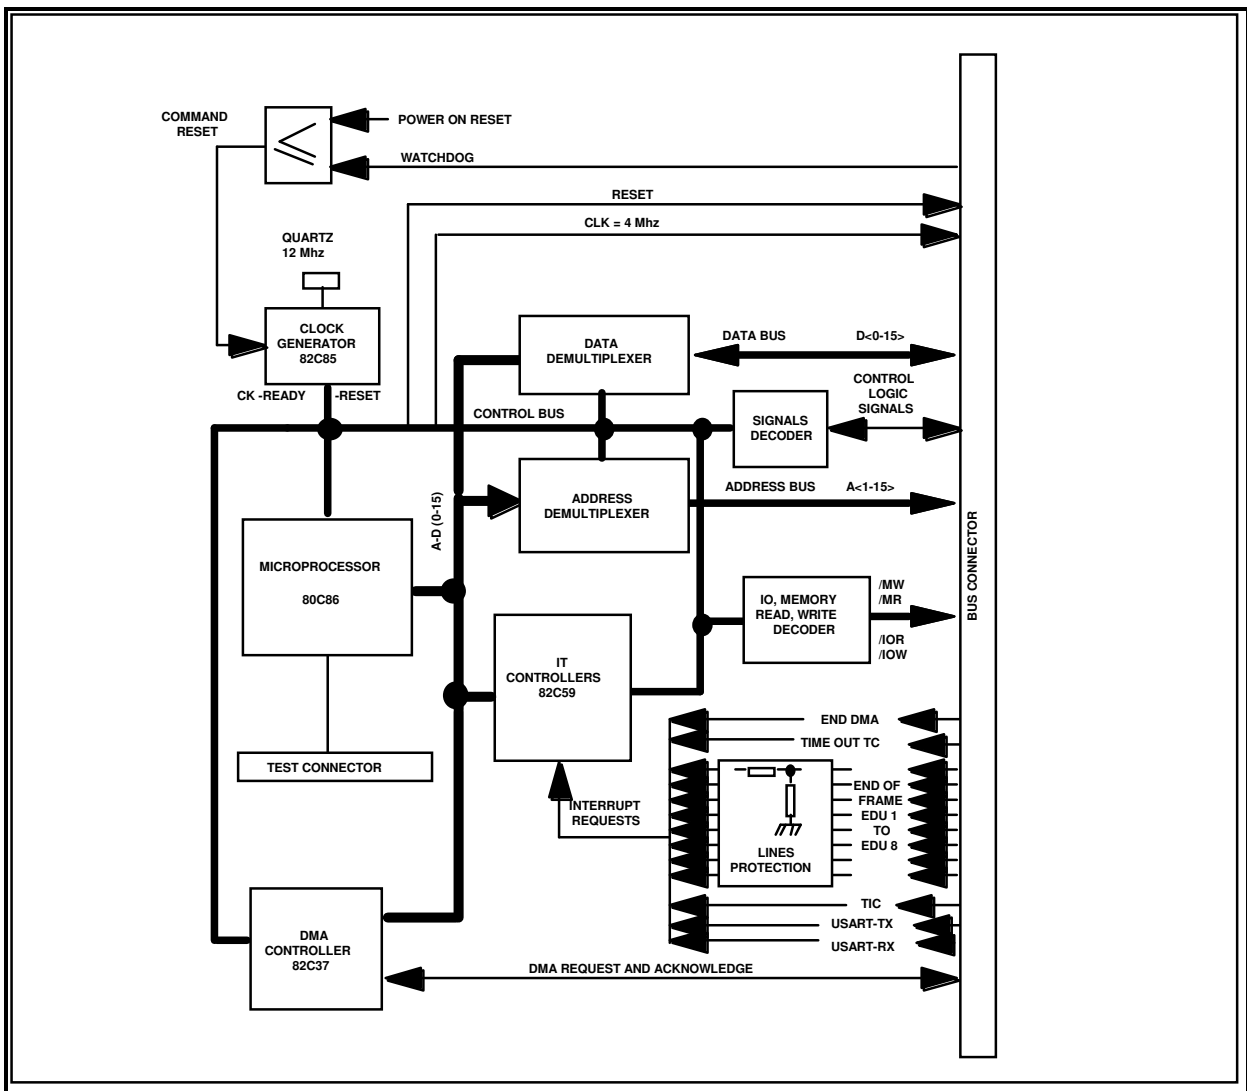 COMMAND
RESET
POWER ON RESET
WATCHDOG
RESET
CLK = 4 Mhz
QUARTZ
12 Mhz
CLOCK
GENERATOR
82C85
CK -READY
-RESET
DATA
DEMULTIPLEXER
DATA BUS
D<0-15>
CONTROL
LOGIC
SIGNALS
CONTROL BUS
SIGNALS
DECODER
ADDRESS
DEMULTIPLEXER
ADDRESS BUS
A<1-15>
A-D (0-15)
MICROPROCESSOR
80C86
BUS CONNECTOR
IO, MEMORY
READ, WRITE
DECODER
/MW
/MR
/IOR
/IOW
IT
CONTROLLERS
82C59
TEST CONNECTOR
END DMA
TIME OUT TC
INTERRUPT
REQUESTS
LINES
PROTECTION
END OF
FRAME
EDU 1
TO
EDU 8
TIC
USART-TX
USART-RX
DMA
CONTROLLER
82C37
DMA REQUEST AND ACKNOWLEDGE